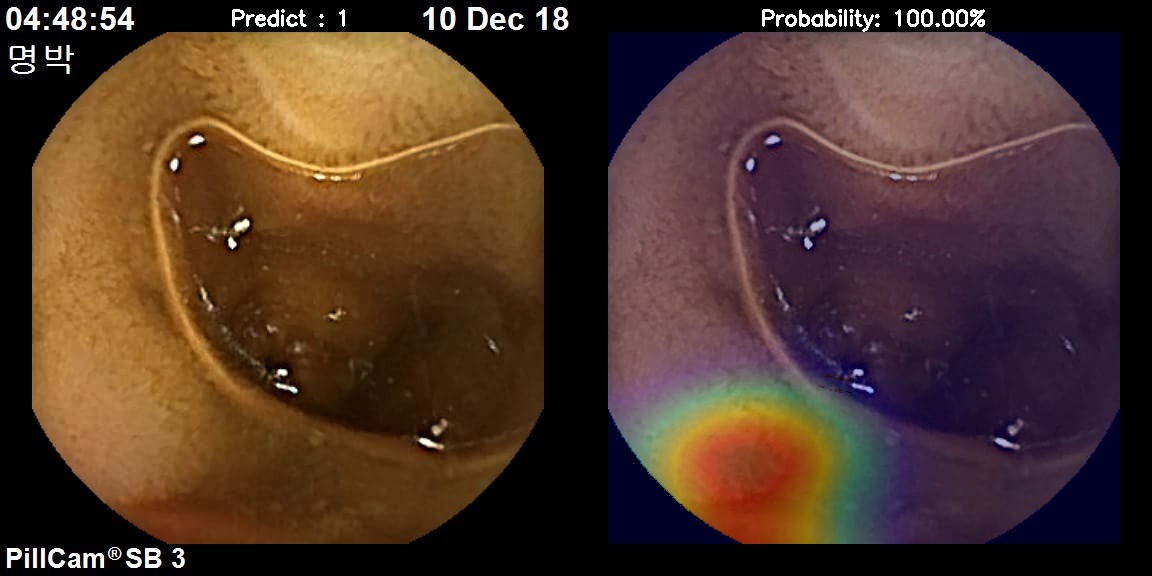 04:48:54 Predict : 1 10 Dec 18 Probability: 100.00%
명 박
PillCam® SB 3